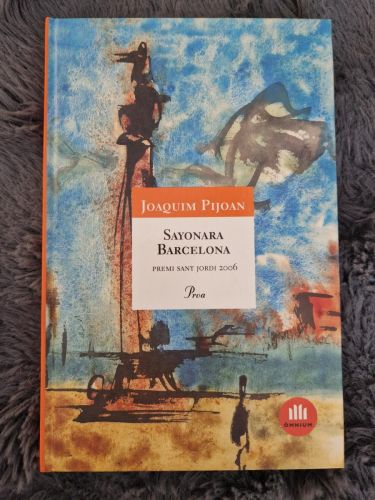 JOAQUIM PIJOAN
SAYONARA
BARCELONA
PREMI SANT JORDI 2006
Proa
ÒMNIUM